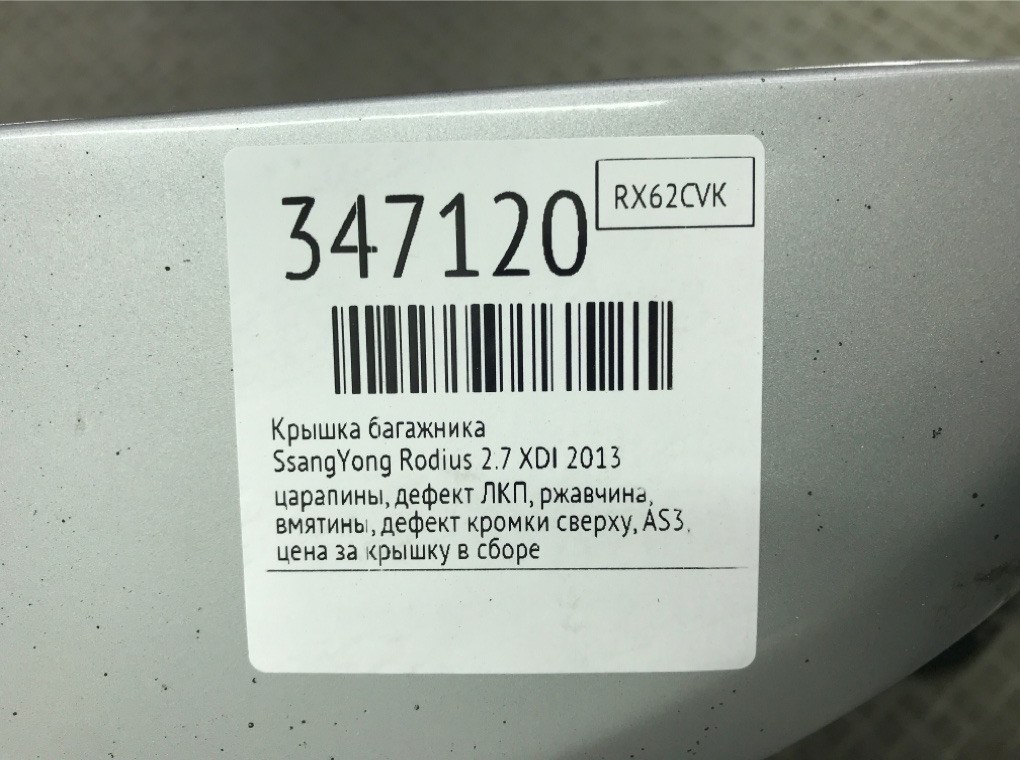 347120
RX62CVK
Крышка багажника
SsangYong Rodius 2.7 XDI 2013
царапины, дефект ЛКП, ржавчина,
вмятины, дефект кромки сверху, AS3,
цена за крышку в сборе